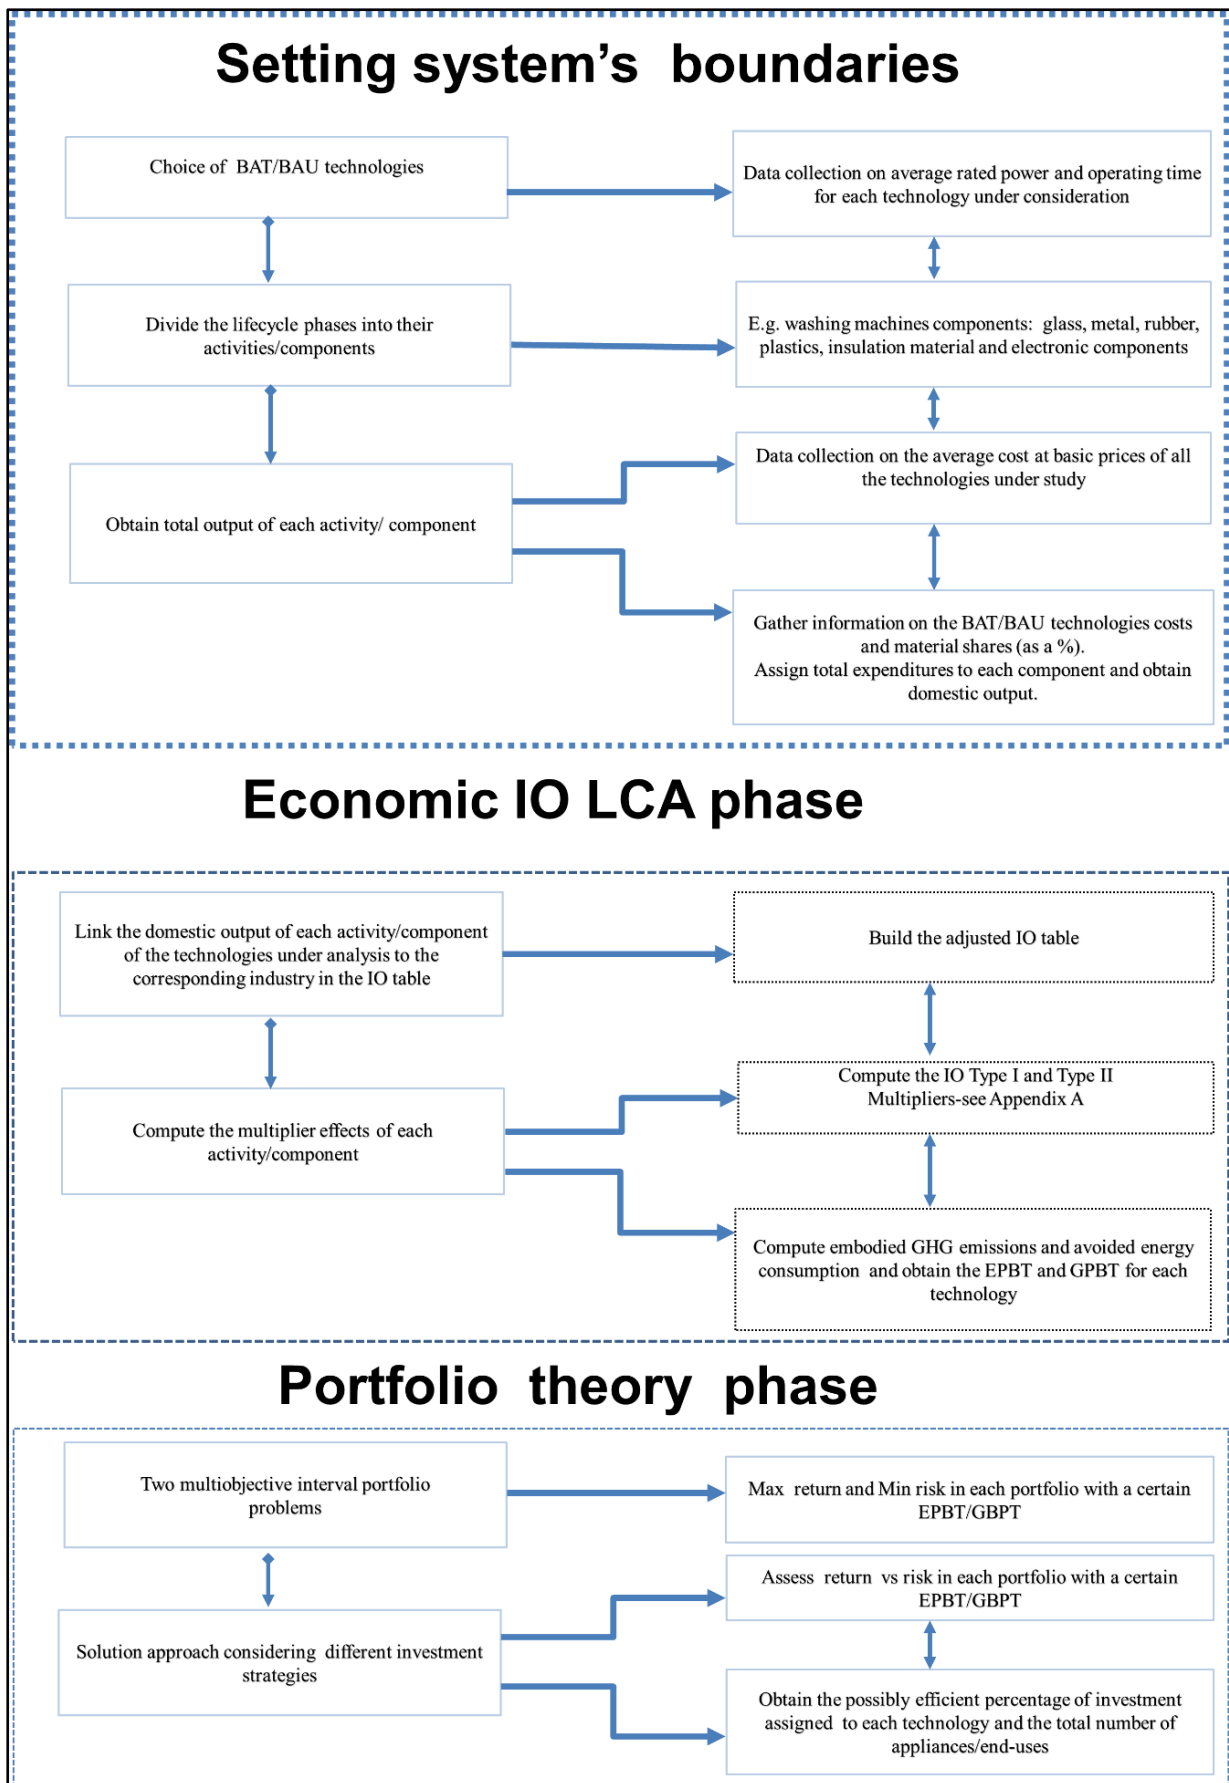 Setting system’s boundaries
Choice of BAT/BAU technologies
Data collection on average rated power and operating time
for each technology under consideration
Divide the lifecycle phases into their
activities/components
E.g. washing machines components: glass, metal, rubber,
plastics, insulation material and electronic components
Obtain total output of each activity/ component
Data collection on the average cost at basic prices of all
the technologies under study
Gather information on the BAT/BAU technologies costs
and material shares (as a %).
Assign total expenditures to each component and obtain
domestic output.
Economic IO LCA phase
Link the domestic output of each activity/component
of the technologies under analysis to the
corresponding industry in the IO table
Build the adjusted IO table
Compute the multiplier effects of each
activity/component
Compute the IO Type I and Type II
Multipliers-see Appendix A
Compute embodied GHG emissions and avoided energy
consumption and obtain the EPBT and GPBT for each
technology
Portfolio theory phase
Two multiobjective interval portfolio
problems
Max return and Min risk in each portfolio with a certain
EPBT/GBPT
Solution approach considering different investment
strategies
Assess return vs risk in each portfolio with a certain
EPBT/GBPT
Obtain the possibly efficient percentage of investment
assigned to each technology and the total number of
appliances/end-uses